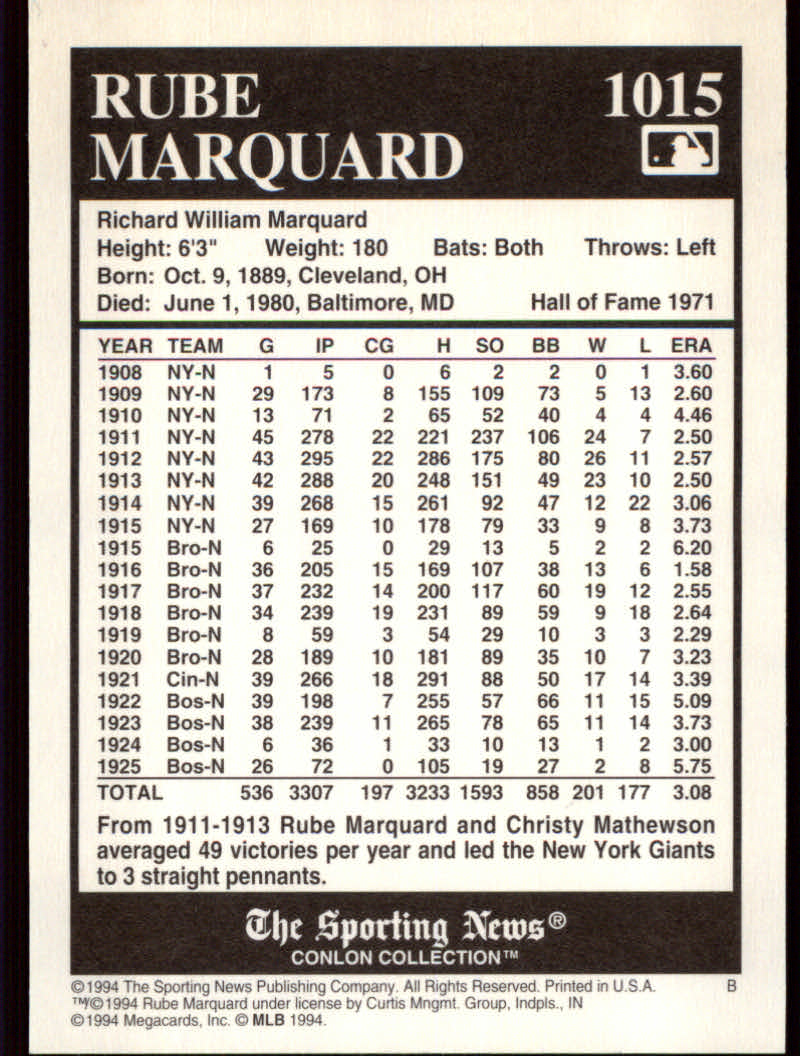 RUBE 1015
MARQUARD
Richard William Marquard
Height: 6'3" Weight: 180 Bats: Both Throws: Left
Born: Oct. 9, 1889, Cleveland, OH
Died: June 1, 1980, Baltimore, MD Hall of Fame 1971
YEAR TEAM G IP CG H SO BB W L ERA
1908 NY-N 1 5 0 6 2 2 0 1 3.60
1909 NY-N 29 173 8 155 109 73 5 13 2.60
1910 NY-N 13 71 2 65 52 40 4 4 4.46
1911 NY-N 45 278 22 221 237 106 24 7 2.50
1912 NY-N 43 295 22 286 175 80 26 11 2.57
1913 NY-N 42 288 20 248 151 49 23 10 2.50
1914 NY-N 39 268 15 261 92 47 12 22 3.06
1915 NY-N 27 169 10 178 79 33 9 8 3.73
1915 Bro-N 6 25 0 29 13 5 2 2 6.20
1916 Bro-N 36 205 15 169 107 38 13 6 1.58
1917 Bro-N 37 232 14 200 117 60 19 12 2.55
1918 Bro-N 34 239 19 231 89 59 9 18 2.64
1919 Bro-N 8 59 3 54 29 10 3 3 2.29
1920 Bro-N 28 189 10 181 89 35 10 7 3.23
1921 Cin-N 39 266 18 291 88 50 17 14 3.39
1922 Bos-N 39 198 7 255 57 66 11 15 5.09
1923 Bos-N 38 239 11 265 78 65 11 14 3.73
1924 Bos-N 6 36 1 33 10 13 1 2 3.00
1925 Bos-N 26 72 0 105 19 27 2 8 5.75
TOTAL 536 3307 197 3233 1593 858 201 177 3.08
From 1911-1913 Rube Marquard and Christy Mathewson
averaged 49 victories per year and led the New York Giants
to 3 straight pennants.
The Sporting News®
CONLON COLLECTION™
©1994 The Sporting News Publishing Company. All Rights Reserved. Printed in U.S.A. B
™/©1994 Rube Marquard under license by Curtis Mngmt. Group, Indpls., IN
©1994 Megacards, Inc. © MLB 1994.